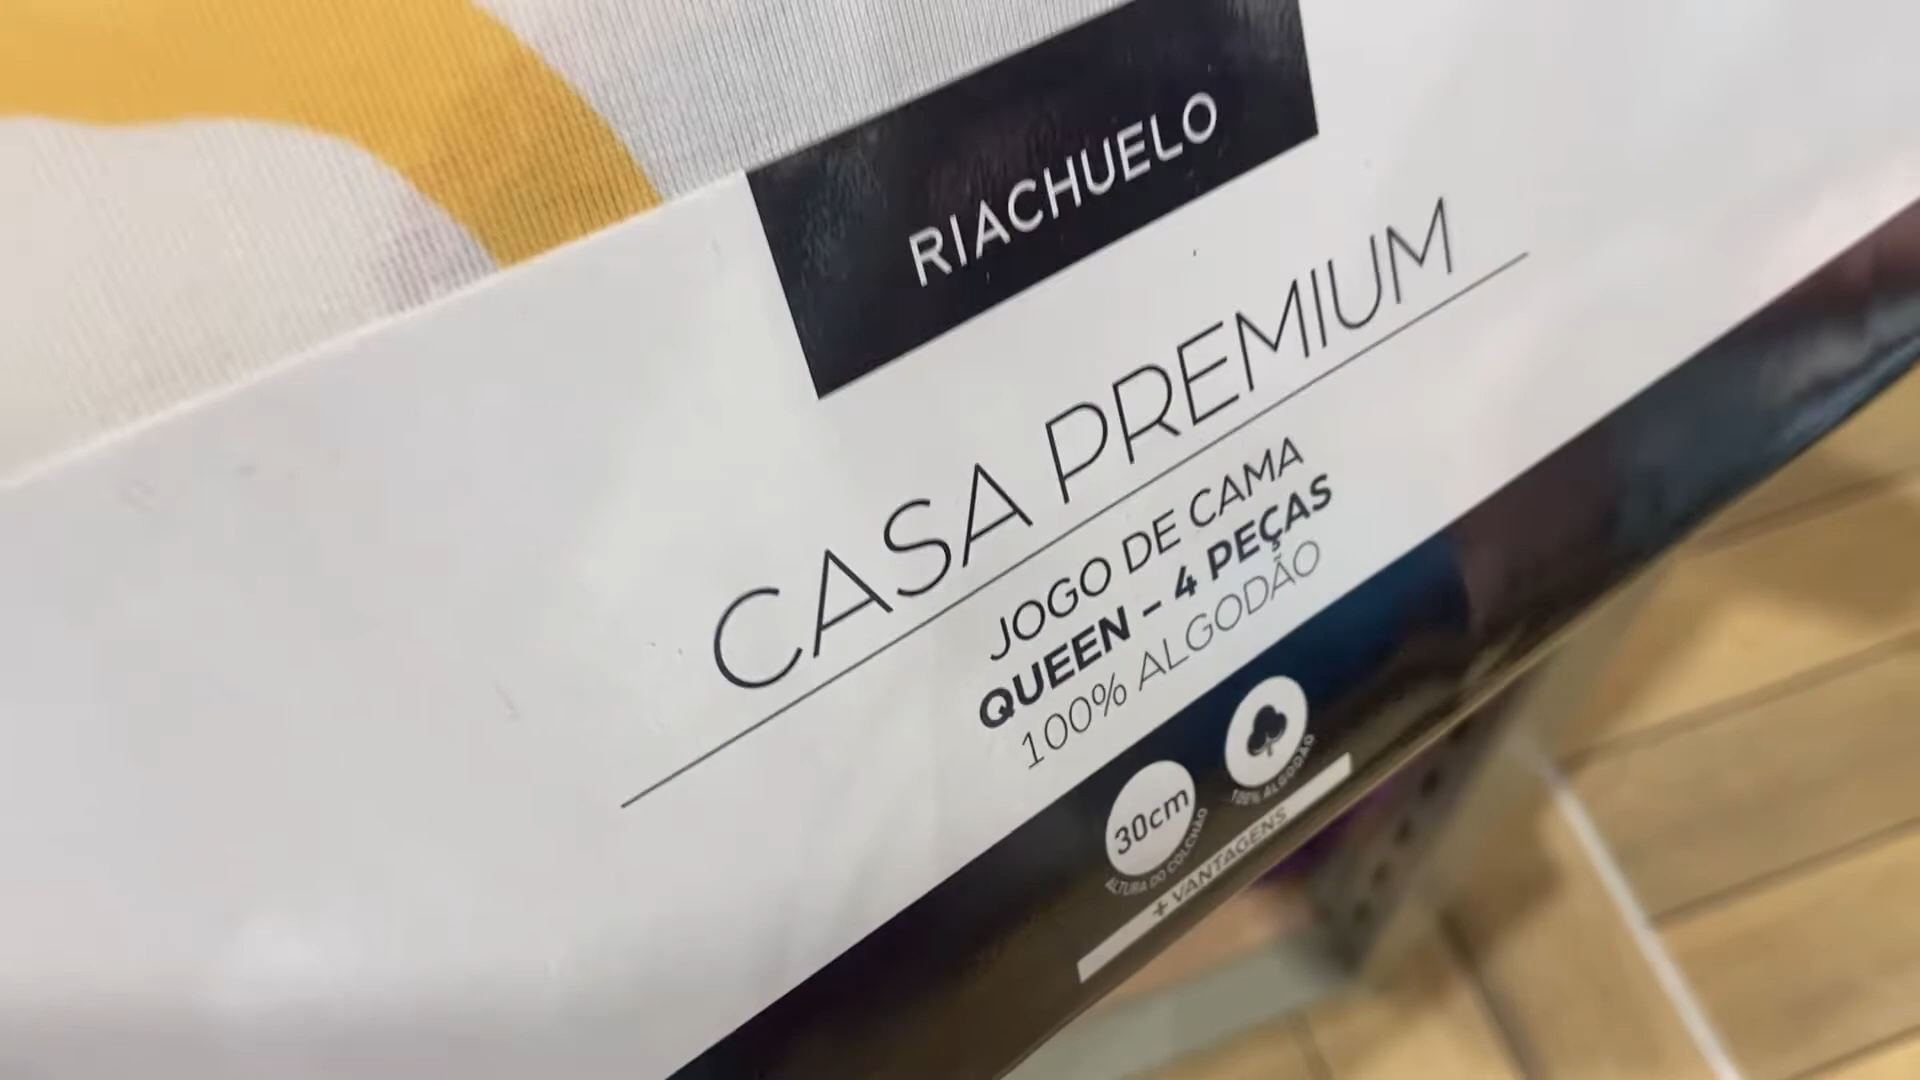 RIACHUELO
CASA PREMIUM
JOGO DE CAMA
QUEEN – 4 PEÇAS
100% ALGODÃO
30cm
ALTURA DO COLCHÃO
100% ALGODÃO
+ VANTAGENS